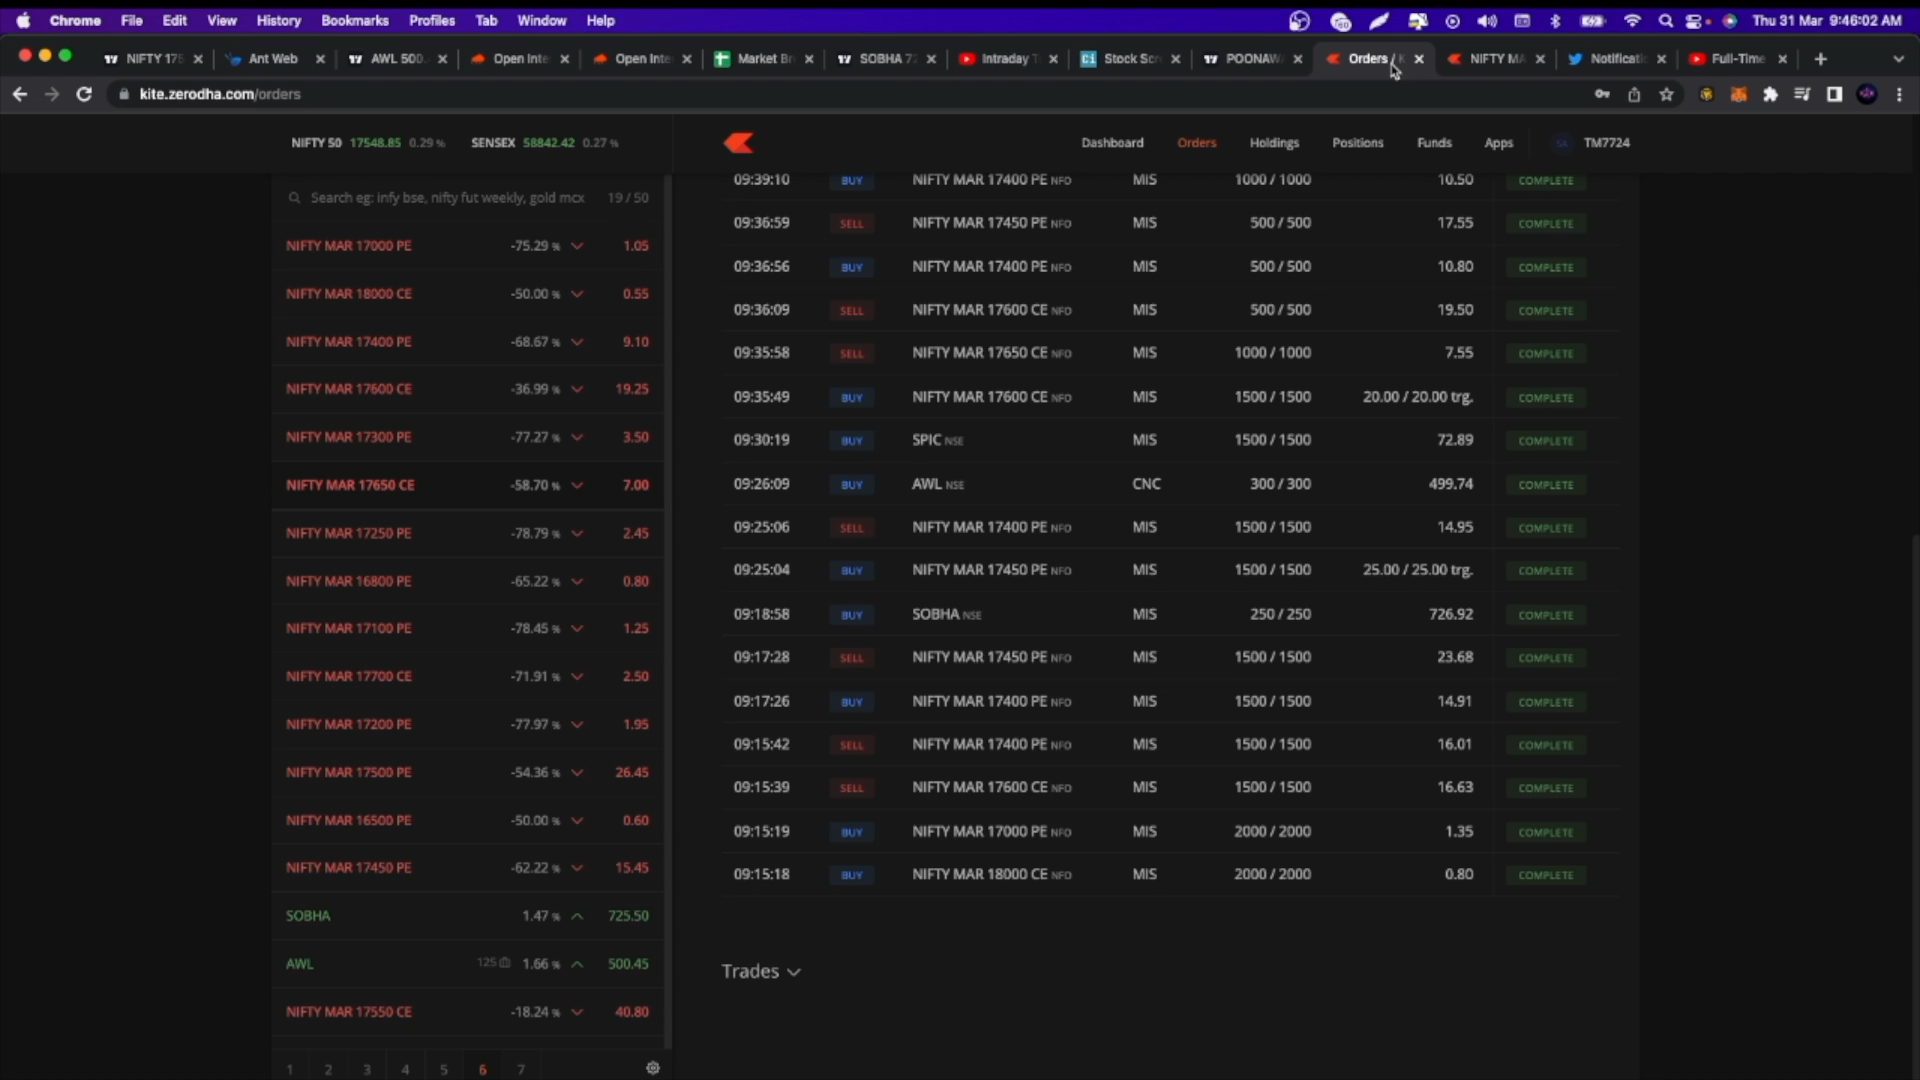 Chrome File Edit View History Bookmarks Profiles Tab Window Help Thu 31 Mar 9:46:02 AM
NIFTY 175 Ant Web AWL 500. Open Inte Open Inte Market Br SOBHA 72 Intraday T Stock Scr POONAW Orders / K NIFTY MA Notificati Full-Time
kite.zerodha.com/orders
NIFTY 50 17548.85 0.29 % SENSEX 58842.42 0.27 %
Dashboard Orders Holdings Positions Funds Apps SA TM7724
Search eg: infy bse, nifty fut weekly, gold mcx 19 / 50
NIFTY MAR 17000 PE -75.29 % 1.05
NIFTY MAR 18000 CE -50.00 % 0.55
NIFTY MAR 17400 PE -68.67 % 9.10
NIFTY MAR 17600 CE -36.99 % 19.25
NIFTY MAR 17300 PE -77.27 % 3.50
NIFTY MAR 17650 CE -58.70 % 7.00
NIFTY MAR 17250 PE -78.79 % 2.45
NIFTY MAR 16800 PE -65.22 % 0.80
NIFTY MAR 17100 PE -78.45 % 1.25
NIFTY MAR 17700 CE -71.91 % 2.50
NIFTY MAR 17200 PE -77.97 % 1.95
NIFTY MAR 17500 PE -54.36 % 26.45
NIFTY MAR 16500 PE -50.00 % 0.60
NIFTY MAR 17450 PE -62.22 % 15.45
SOBHA 1.47 % 725.50
AWL 125 1.66 % 500.45
NIFTY MAR 17550 CE -18.24 % 40.80
1 2 3 4 5 6 7
09:39:10 BUY NIFTY MAR 17400 PE NFO MIS 1000 / 1000 10.50 COMPLETE
09:36:59 SELL NIFTY MAR 17450 PE NFO MIS 500 / 500 17.55 COMPLETE
09:36:56 BUY NIFTY MAR 17400 PE NFO MIS 500 / 500 10.80 COMPLETE
09:36:09 SELL NIFTY MAR 17600 CE NFO MIS 500 / 500 19.50 COMPLETE
09:35:58 SELL NIFTY MAR 17650 CE NFO MIS 1000 / 1000 7.55 COMPLETE
09:35:49 BUY NIFTY MAR 17600 CE NFO MIS 1500 / 1500 20.00 / 20.00 trg. COMPLETE
09:30:19 BUY SPIC NSE MIS 1500 / 1500 72.89 COMPLETE
09:26:09 BUY AWL NSE CNC 300 / 300 499.74 COMPLETE
09:25:06 SELL NIFTY MAR 17400 PE NFO MIS 1500 / 1500 14.95 COMPLETE
09:25:04 BUY NIFTY MAR 17450 PE NFO MIS 1500 / 1500 25.00 / 25.00 trg. COMPLETE
09:18:58 BUY SOBHA NSE MIS 250 / 250 726.92 COMPLETE
09:17:28 SELL NIFTY MAR 17450 PE NFO MIS 1500 / 1500 23.68 COMPLETE
09:17:26 BUY NIFTY MAR 17400 PE NFO MIS 1500 / 1500 14.91 COMPLETE
09:15:42 SELL NIFTY MAR 17400 PE NFO MIS 1500 / 1500 16.01 COMPLETE
09:15:39 SELL NIFTY MAR 17600 CE NFO MIS 1500 / 1500 16.63 COMPLETE
09:15:19 BUY NIFTY MAR 17000 PE NFO MIS 2000 / 2000 1.35 COMPLETE
09:15:18 BUY NIFTY MAR 18000 CE NFO MIS 2000 / 2000 0.80 COMPLETE
Trades